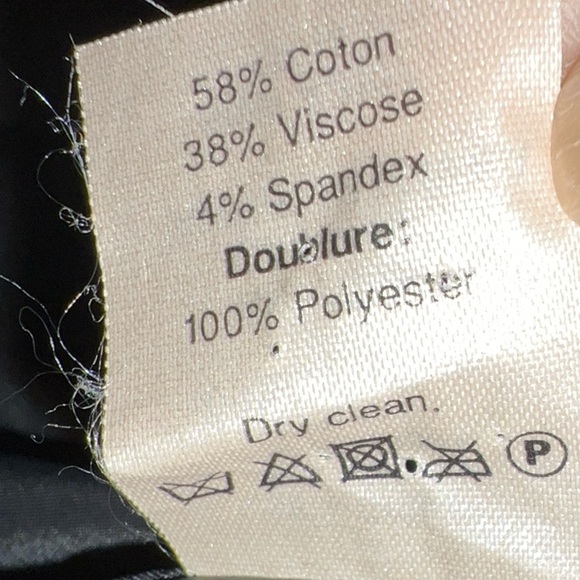 58% Coton
38% Viscose
4% Spandex
Doublure:
100% Polyester
Dry clean.
P